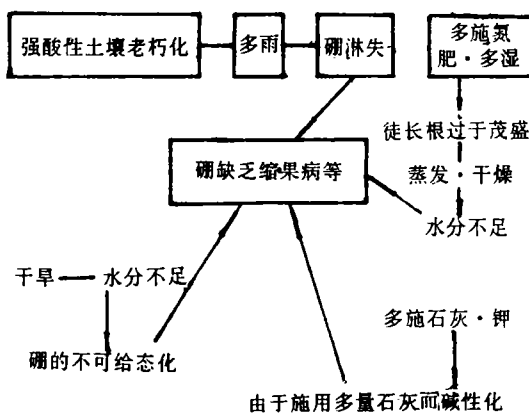 强酸性土壤老朽化
多雨
硼淋失
多施氮
肥·多湿
徒长根过于茂盛
蒸发·干燥
水分不足
硼缺乏缩果病等
干旱
水分不足
硼的不可给态化
多施石灰·钾
由于施用多量石灰而碱性化